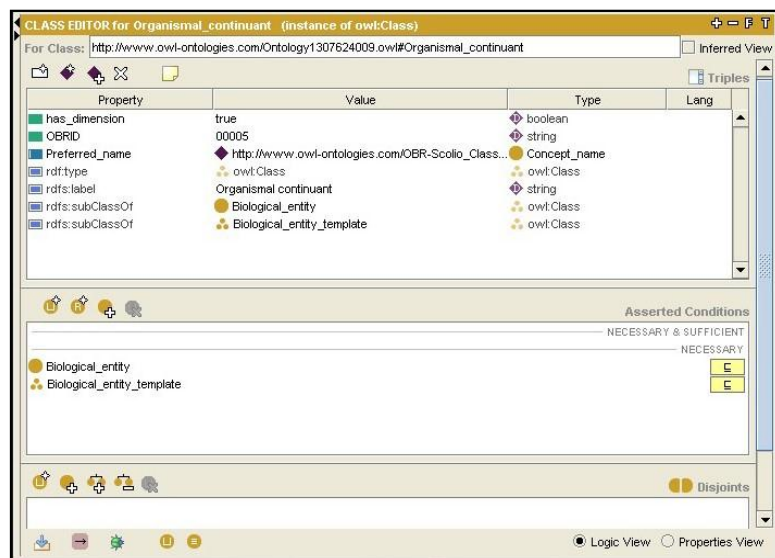 CLASS EDITOR for Organismal_continuant (instance of owl:Class)
+ − F T
For Class: http://www.owl-ontologies.com/Ontology1307624009.owl#Organismal_continuant
Inferred View
Triples
Property Value Type Lang
has_dimension true boolean
OBRID 00005 string
Preferred_name http://www.owl-ontologies.com/OBR-Scolio_Class... Concept_name
rdf:type owl:Class owl:Class
rdfs:label Organismal continuant string
rdfs:subClassOf Biological_entity owl:Class
rdfs:subClassOf Biological_entity_template owl:Class
Asserted Conditions
NECESSARY & SUFFICIENT
NECESSARY
Biological_entity ⊑
Biological_entity_template ⊑
Disjoints
Logic View Properties View